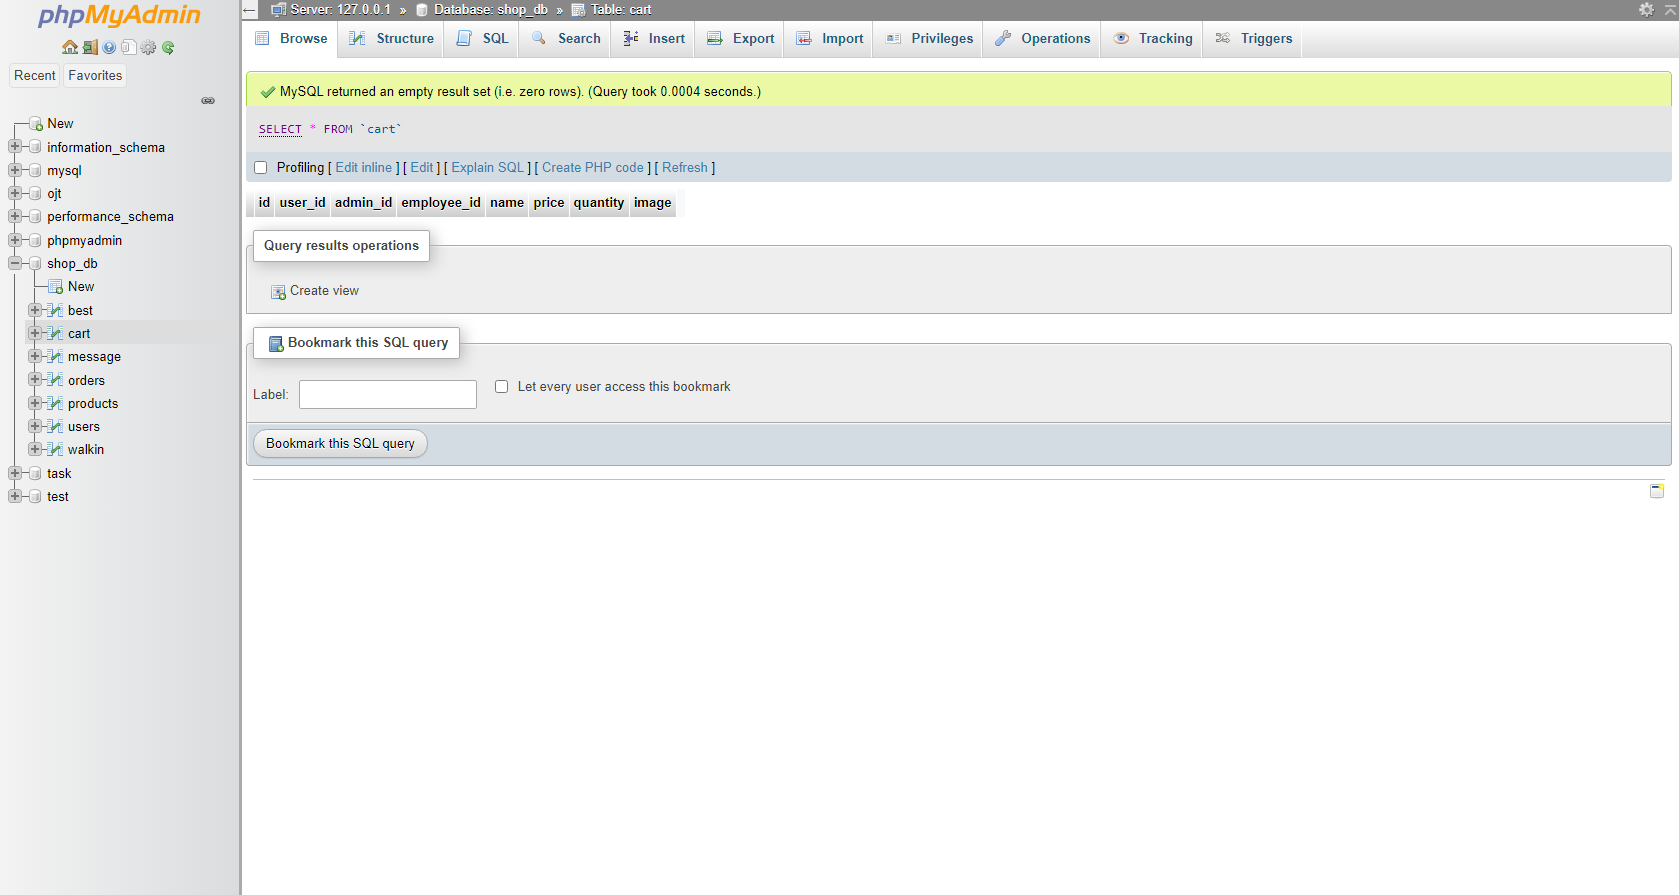 phpMyAdmin
Recent Favorites
New
information_schema
mysql
ojt
performance_schema
phpmyadmin
shop_db
New
best
cart
message
orders
products
users
walkin
task
test
Server: 127.0.0.1 » Database: shop_db » Table: cart
Browse Structure SQL Search Insert Export Import Privileges Operations Tracking Triggers
MySQL returned an empty result set (i.e. zero rows). (Query took 0.0004 seconds.)
SELECT * FROM `cart`
Profiling [ Edit inline ] [ Edit ] [ Explain SQL ] [ Create PHP code ] [ Refresh ]
id user_id admin_id employee_id name price quantity image
Query results operations
Create view
Bookmark this SQL query
Label: Let every user access this bookmark
Bookmark this SQL query